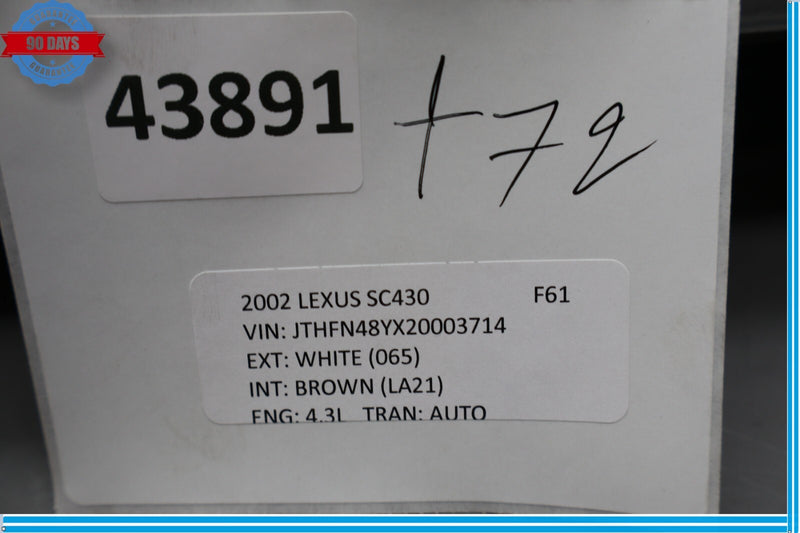 90 DAYS
GUARANTEE
43891
+72
2002 LEXUS SC430 F61
VIN: JTHFN48YX20003714
EXT: WHITE (065)
INT: BROWN (LA21)
ENG: 4.3L TRAN: AUTO